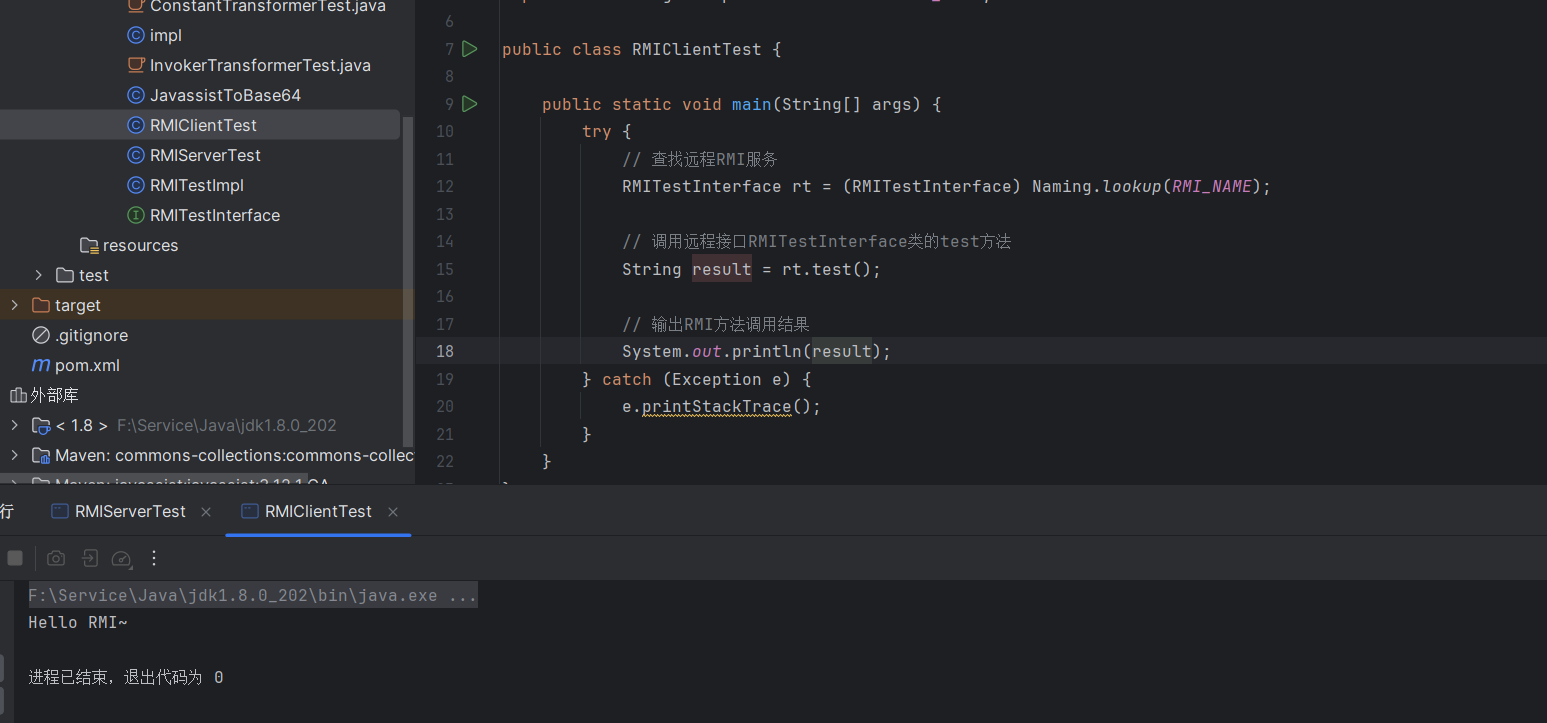 ConstantTransformerTest.java
impl
InvokerTransformerTest.java
JavassistToBase64
RMIClientTest
RMIServerTest
RMITestImpl
RMITestInterface
resources
test
target
.gitignore
pom.xml
外部库
< 1.8 > F:\Service\Java\jdk1.8.0_202
Maven: commons-collections:commons-collec
6
7 public class RMIClientTest {
8
9 public static void main(String[] args) {
10 try {
11 // 查找远程RMI服务
12 RMITestInterface rt = (RMITestInterface) Naming.lookup(RMI_NAME);
13
14 // 调用远程接口RMITestInterface类的test方法
15 String result = rt.test();
16
17 // 输出RMI方法调用结果
18 System.out.println(result);
19 } catch (Exception e) {
20 e.printStackTrace();
21 }
22 }
行 RMIServerTest RMIClientTest
F:\Service\Java\jdk1.8.0_202\bin\java.exe ...
Hello RMI~
进程已结束，退出代码为 0